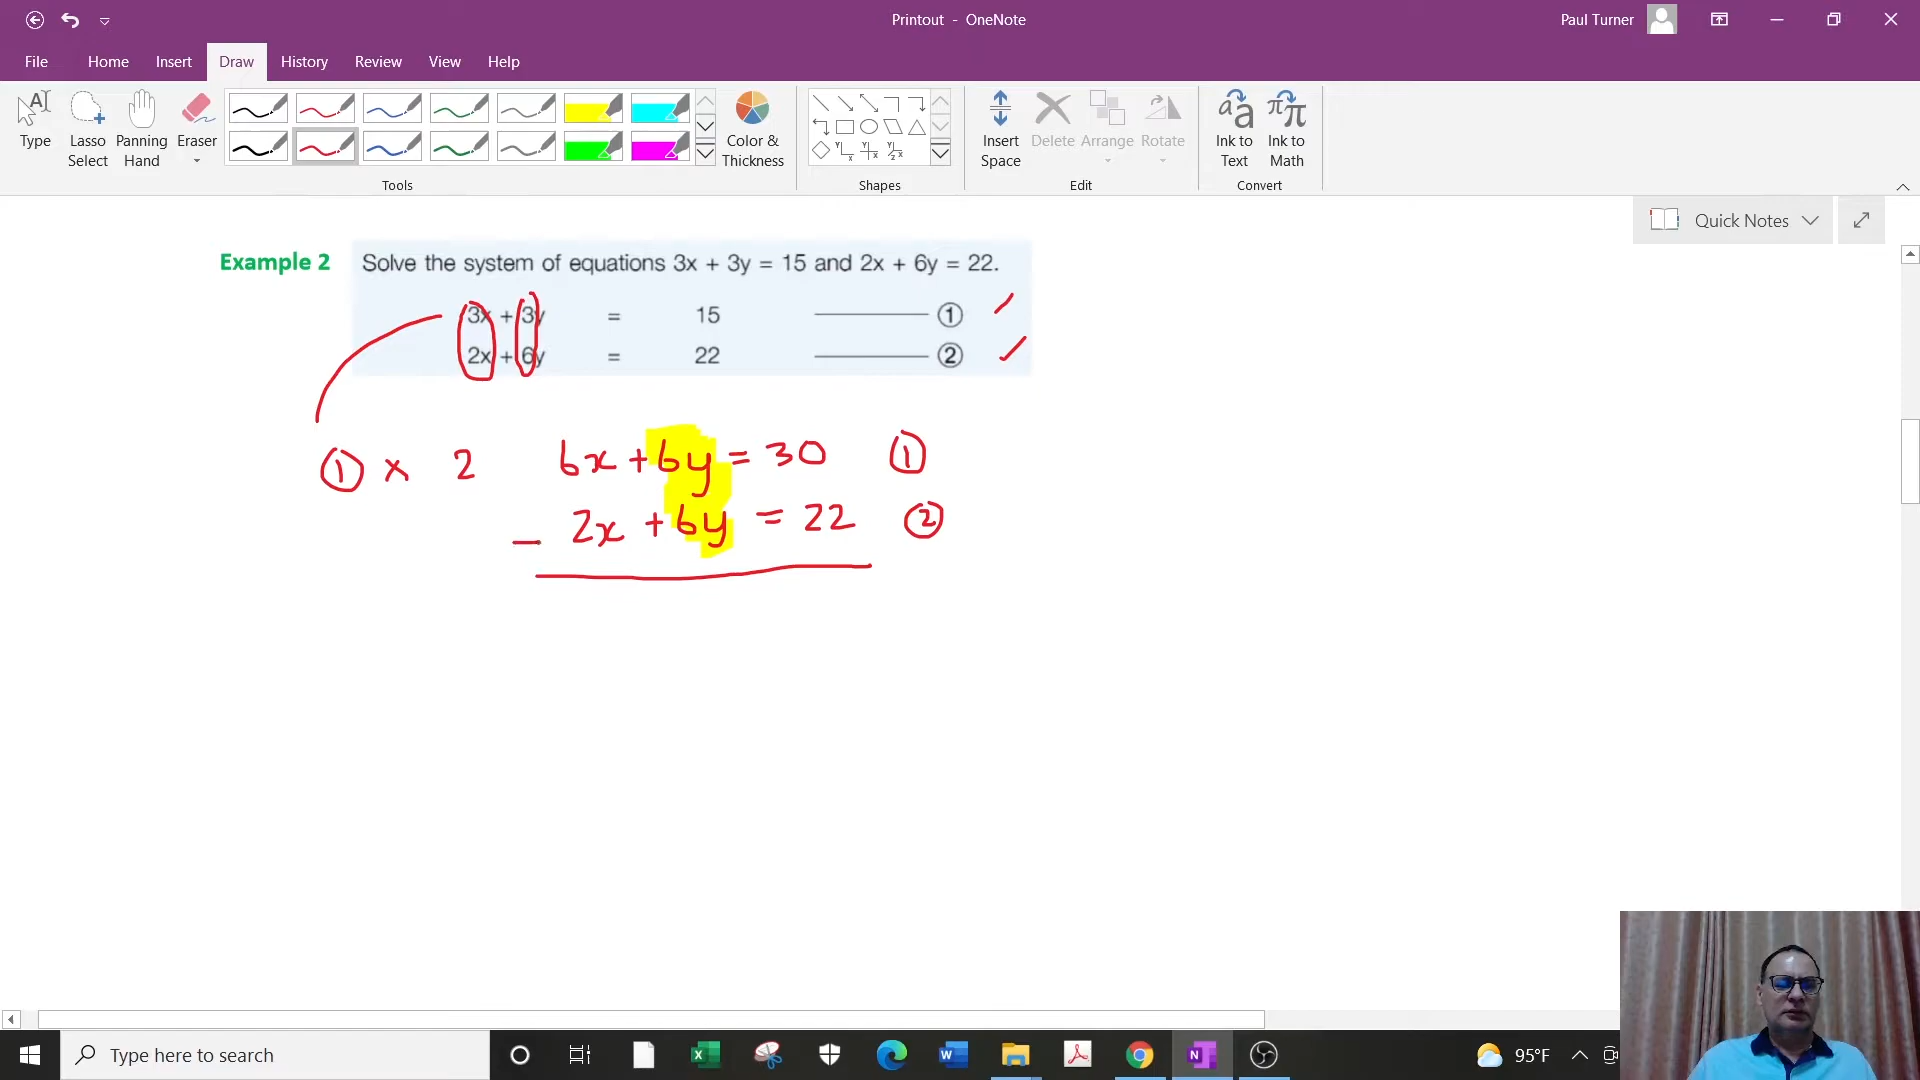 Printout - OneNote
Paul Turner
File Home Insert Draw History Review View Help
Type
Lasso Select
Panning Hand
Eraser
Color & Thickness
Insert Space
Delete
Arrange
Rotate
Ink to Text
Ink to Math
Tools
Shapes
Edit
Convert
Quick Notes
Example 2 Solve the system of equations 3x + 3y = 15 and 2x + 6y = 22.
3x + 3y = 15 ①
2x + 6y = 22 ②
① x 2 6x + 6y = 30 ①
− 2x + 6y = 22 ②
Type here to search
95°F